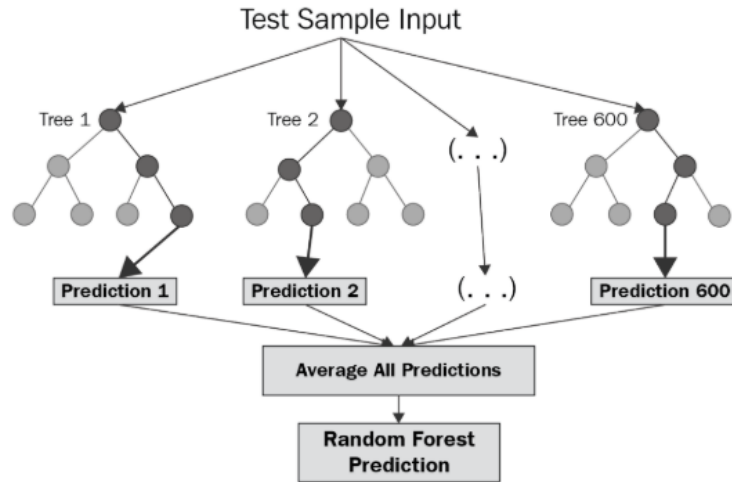 Test Sample Input
Tree 1
Tree 2
(. . .)
Tree 600
Prediction 1
Prediction 2
(. . .)
Prediction 600
Average All Predictions
Random Forest
Prediction